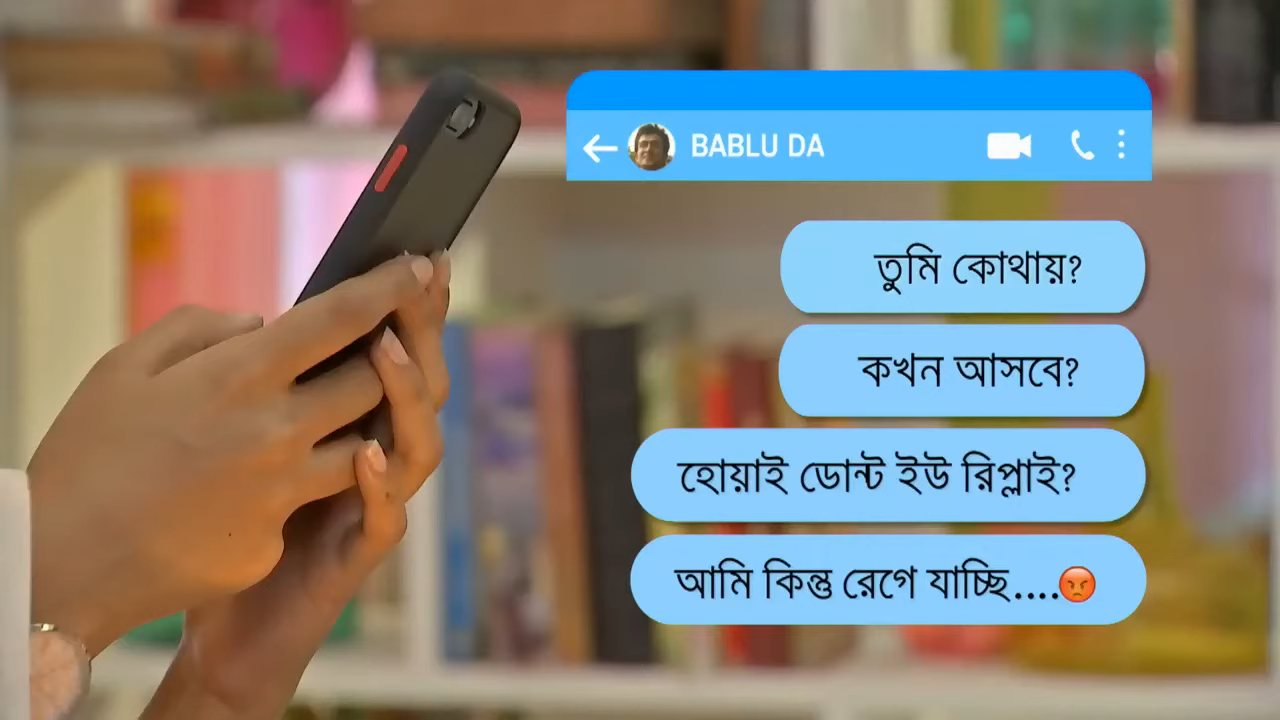 BABLU DA
তুমি কোথায়?
কখন আসবে?
হোয়াই ডোন্ট ইউ রিপ্লাই?
আমি কিন্তু রেগে যাচ্ছি....😡